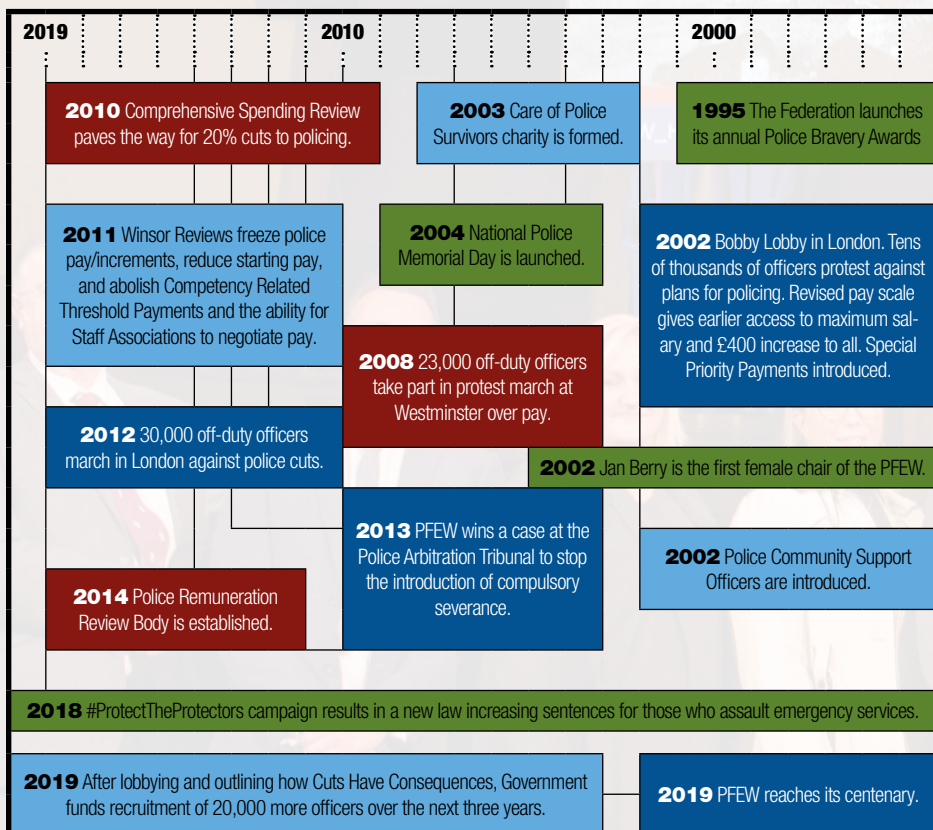 2019
2010
2000
2010 Comprehensive Spending Review
paves the way for 20% cuts to policing.
2003 Care of Police
Survivors charity is formed.
1995 The Federation launches
its annual Police Bravery Awards
2011 Winsor Reviews freeze police
pay/increments, reduce starting pay,
and abolish Competency Related
Threshold Payments and the ability for
Staff Associations to negotiate pay.
2004 National Police
Memorial Day is launched.
2002 Bobby Lobby in London. Tens
of thousands of officers protest against
plans for policing. Revised pay scale
gives earlier access to maximum sal-
ary and £400 increase to all. Special
Priority Payments introduced.
2008 23,000 off-duty officers
take part in protest march at
Westminster over pay.
2012 30,000 off-duty officers
march in London against police cuts.
2002 Jan Berry is the first female chair of the PFEW.
2013 PFEW wins a case at the
Police Arbitration Tribunal to stop
the introduction of compulsory
severance.
2002 Police Community Support
Officers are introduced.
2014 Police Remuneration
Review Body is established.
2018 #ProtectTheProtectors campaign results in a new law increasing sentences for those who assault emergency services.
2019 After lobbying and outlining how Cuts Have Consequences, Government
funds recruitment of 20,000 more officers over the next three years.
2019 PFEW reaches its centenary.